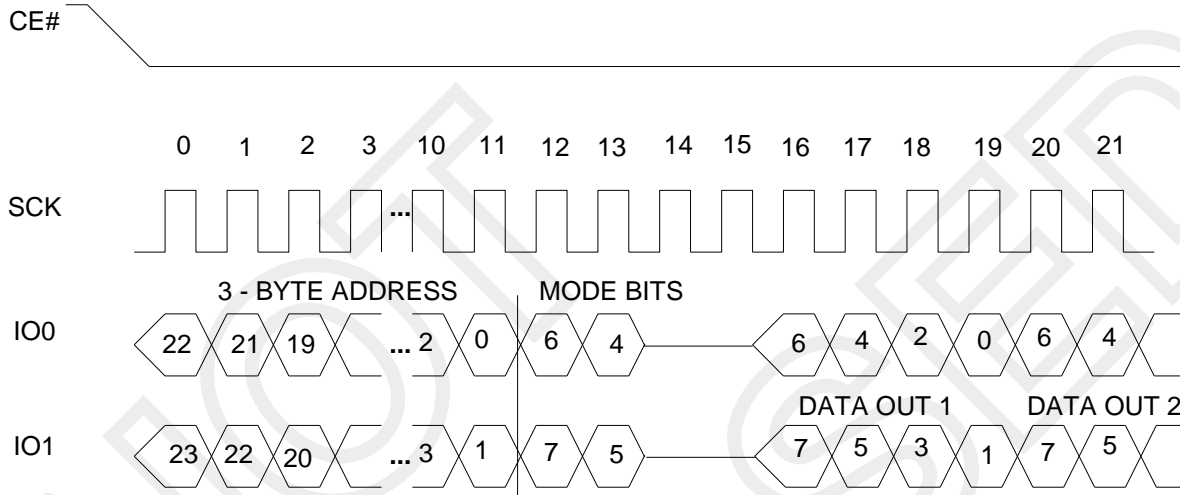 CE#
0 1 2 3 10 11 12 13 14 15 16 17 18 19 20 21
SCK ...
3 - BYTE ADDRESS MODE BITS
IO0 22 21 19 ... 2 0 6 4 6 4 2 0 6 4
DATA OUT 1 DATA OUT 2
IO1 23 22 20 ... 3 1 7 5 7 5 3 1 7 5